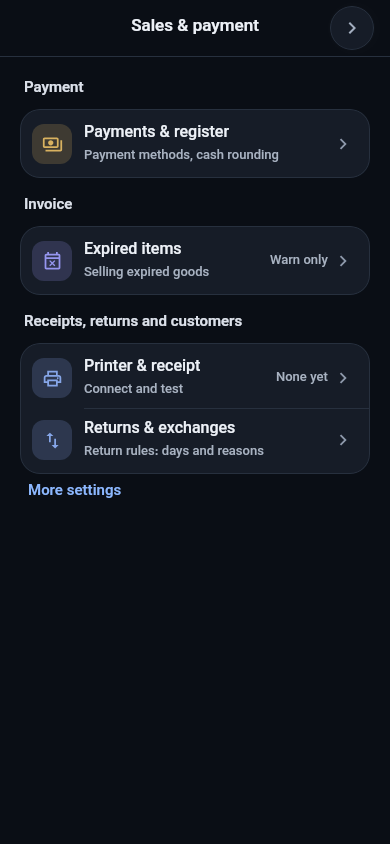 Sales & payment
Payment
Payments & register
Payment methods, cash rounding
Invoice
Expired items
Selling expired goods
Warn only
Receipts, returns and customers
Printer & receipt
Connect and test
None yet
Returns & exchanges
Return rules: days and reasons
More settings